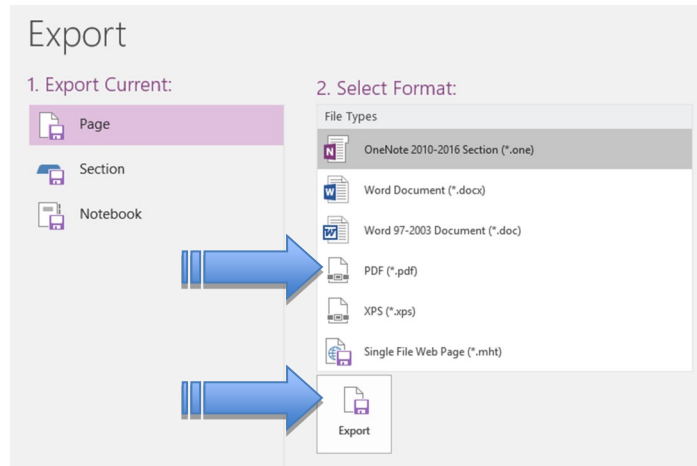 Export
1. Export Current:
Page
Section
Notebook
2. Select Format:
File Types
OneNote 2010-2016 Section (*.one)
Word Document (*.docx)
Word 97-2003 Document (*.doc)
PDF (*.pdf)
XPS (*.xps)
Single File Web Page (*.mht)
Export